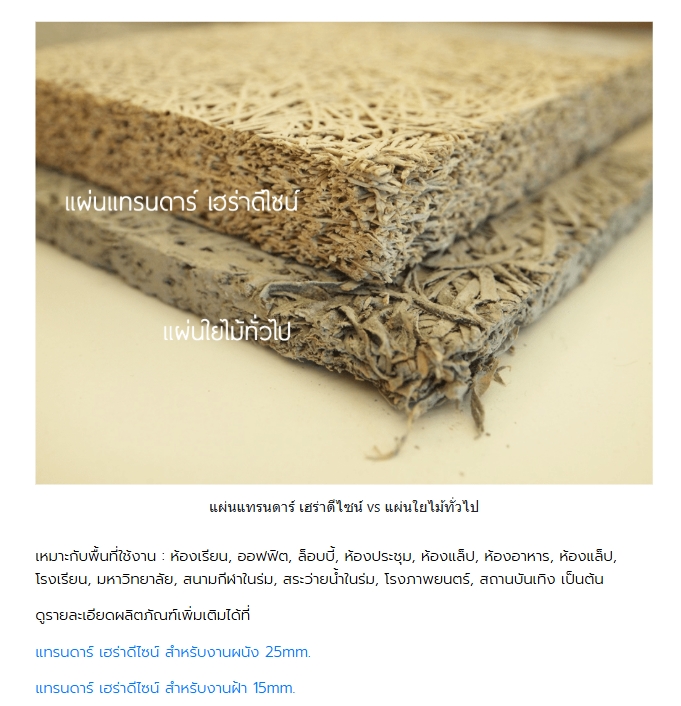 แผ่นแทรนดาร์ เฮร่าดีไซน์
แผ่นใยไม้ทั่วไป
แผ่นแทรนดาร์ เฮร่าดีไซน์ vs แผ่นใยไม้ทั่วไป
เหมาะกับพื้นที่ใช้งาน : ห้องเรียน, ออฟฟิต, ล็อบบี้, ห้องประชุม, ห้องแล็ป, ห้องอาหาร, ห้องแล็ป,
โรงเรียน, มหาวิทยาลัย, สนามกีฬาในร่ม, สระว่ายน้ำในร่ม, โรงภาพยนตร์, สถานบันเทิง เป็นต้น
ดูรายละเอียดผลิตภัณฑ์เพิ่มเติมได้ที่
แทรนดาร์ เฮร่าดีไซน์ สำหรับงานผนัง 25mm.
แทรนดาร์ เฮร่าดีไซน์ สำหรับงานฝ้า 15mm.